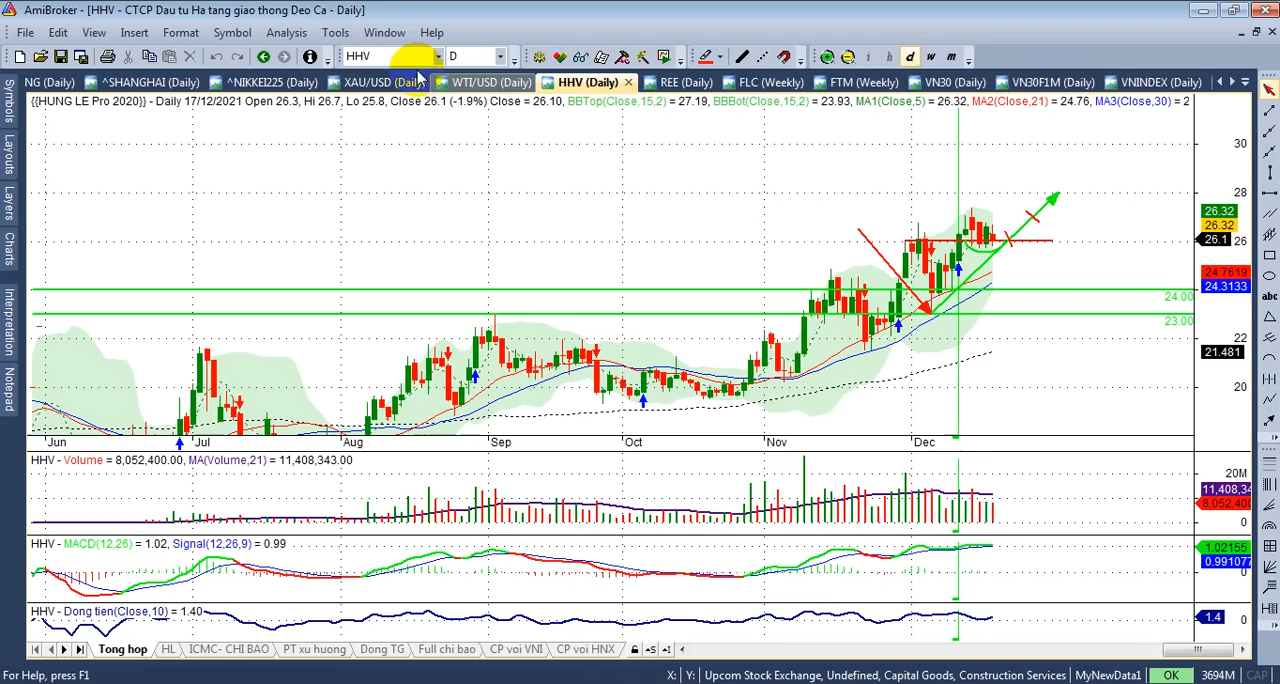 AmiBroker - [HHV - CTCP Dau tu Ha tang giao thong Deo Ca - Daily]
File Edit View Insert Format Symbol Analysis Tools Window Help
HHV D i h d w m
NG (Daily) ^SHANGHAI (Daily) ^NIKKEI225 (Daily) XAU/USD (Daily) WTI/USD (Daily) HHV (Daily) REE (Daily) FLC (Weekly) FTM (Weekly) VN30 (Daily) VN30F1M (Daily) VNINDEX (Daily)
{{HUNG LE Pro 2020}} - Daily 17/12/2021 Open 26.3, Hi 26.7, Lo 25.8, Close 26.1 (-1.9%) Close = 26.10, BBTop(Close,15,2) = 27.19, BBBot(Close,15,2) = 23.93, MA1(Close,5) = 26.32, MA2(Close,21) = 24.76, MA3(Close,30) = 2
Symbols
Layouts
Layers
Charts
Interpretation
Notepad
30
28
26.32
26.32
26.1 26
24.7619
24.3133
24.00
23.00
22
21.481
20
Jun Jul Aug Sep Oct Nov Dec
HHV - Volume = 8,052,400.00, MA(Volume,21) = 11,408,343.00
20M
11,408,34
8,052,400
0
HHV - MACD(12,26) = 1.02, Signal(12,26,9) = 0.99
1.02155
0.991077
0
HHV - Dong tien(Close,10) = 1.40
1.4 0
abc
Tong hop HL ICMC- CHI BAO PT xu huong Dong TG Full chi bao CP voi VNI CP voi HNX
For Help, press F1 X: Y: Upcom Stock Exchange, Undefined, Capital Goods, Construction Services MyNewData1 OK 3694M CAP